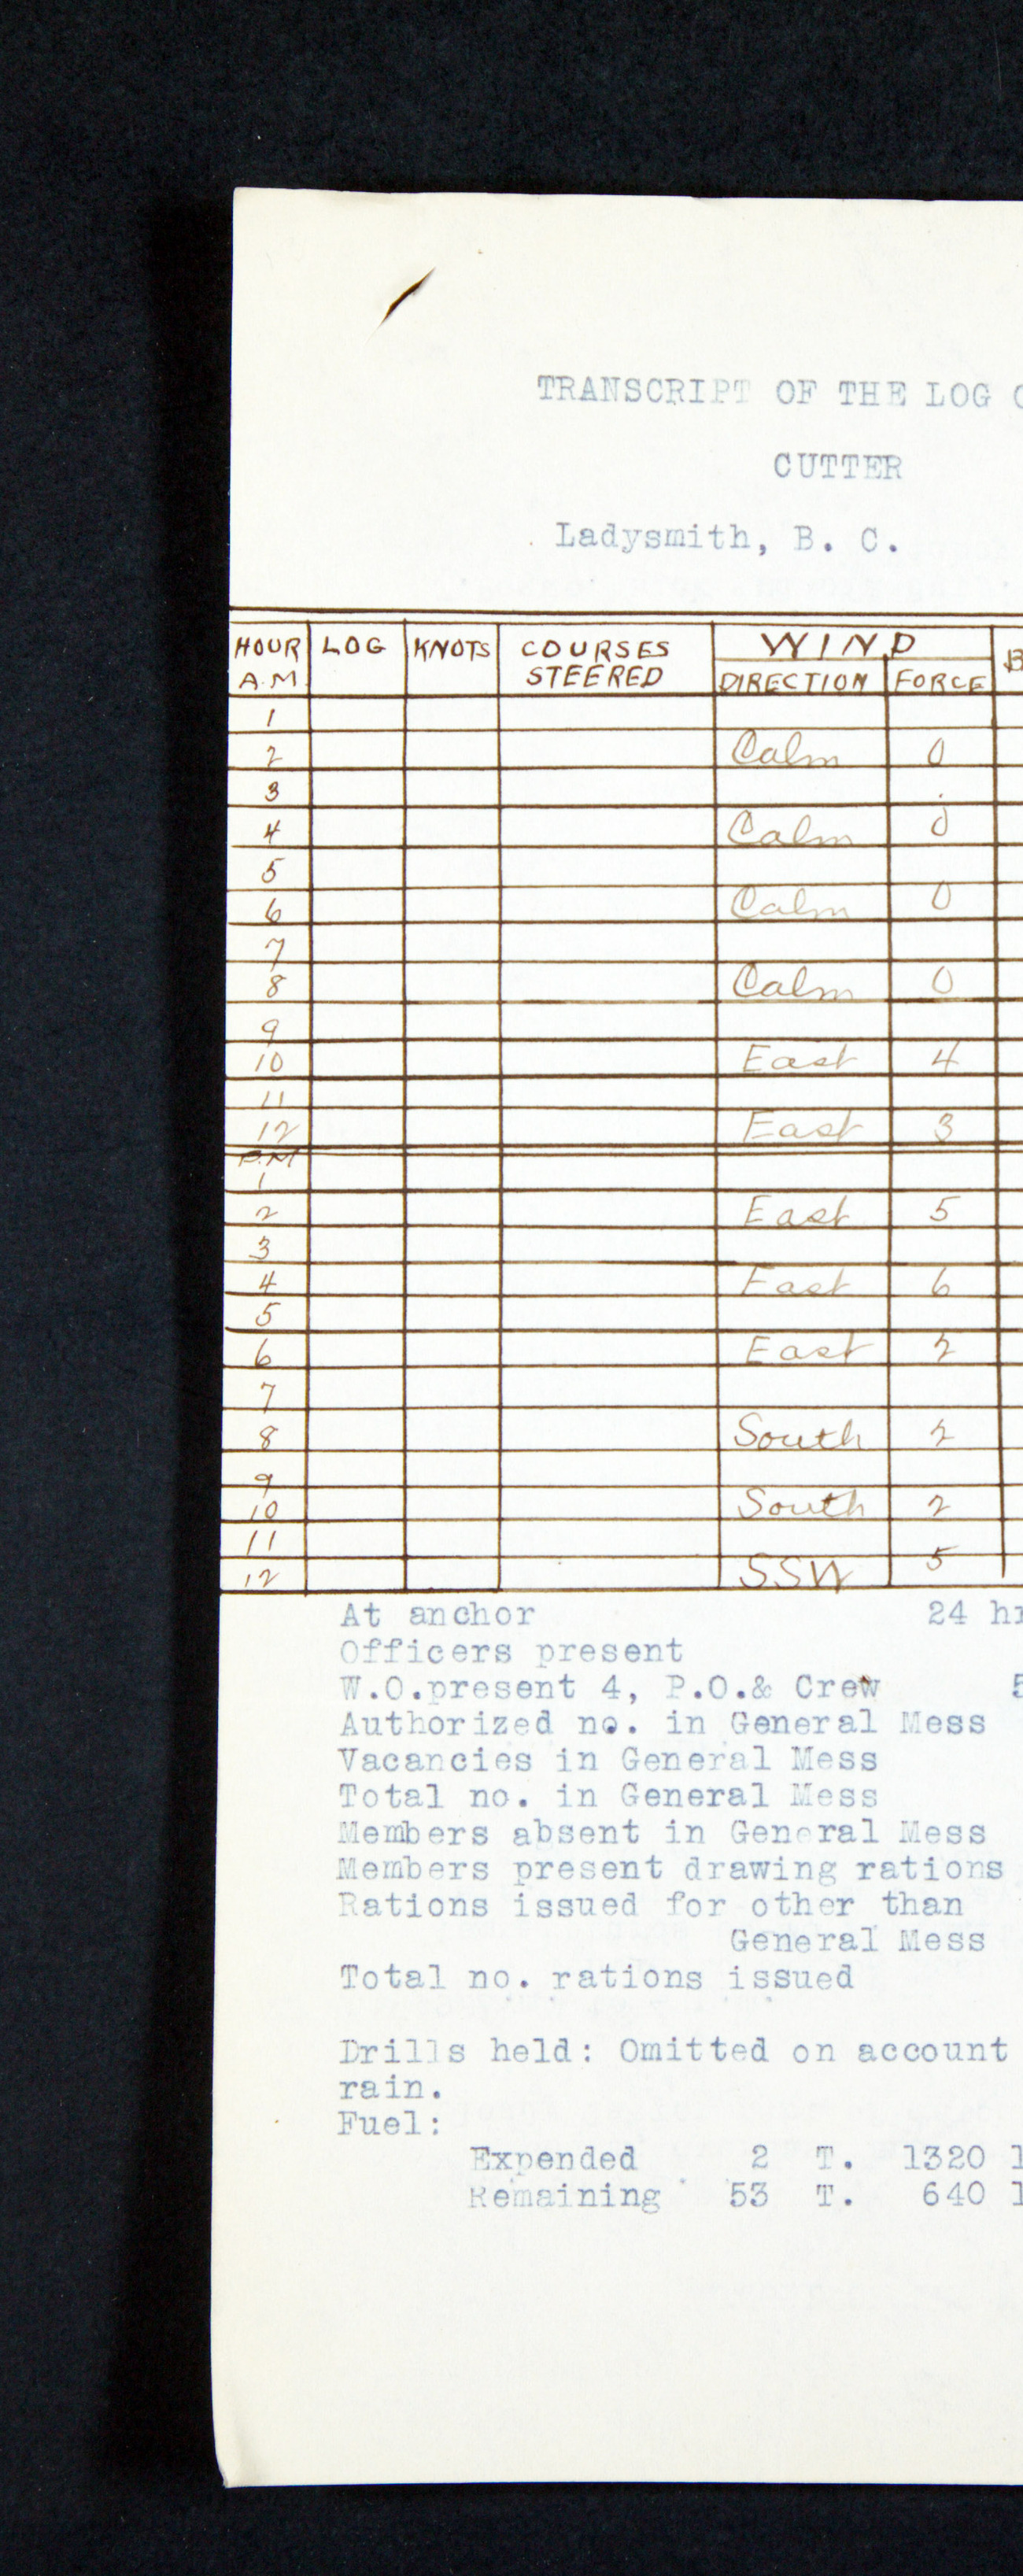 TRANSCRIPT OF THE LOG
CUTTER
Ladysmith, B. C.
HOUR LOG KNOTS COURSES STEERED WIND
A.M. DIRECTION FORCE
1
2 Calm 0
3
4 Calm 0
5
6 Calm 0
7
8 Calm 0
9
10 East 4
11
12 East 3
P.M
1
2 East 5
3
4 East 6
5
6 East 2
7
8 South 2
9
10 South 2
11
12 SSW 5
At anchor 24
Officers present
W.O.present 4, P.O.& Crew 5
Authorized no. in General Mess
Vacancies in General Mess
Total no. in General Mess
Members absent in General Mess
Members present drawing rations
Rations issued for other than
General Mess
Total no. rations issued
Drills held: Omitted on account
rain.
Fuel:
Expended 2 T. 1320
Remaining 53 T. 640